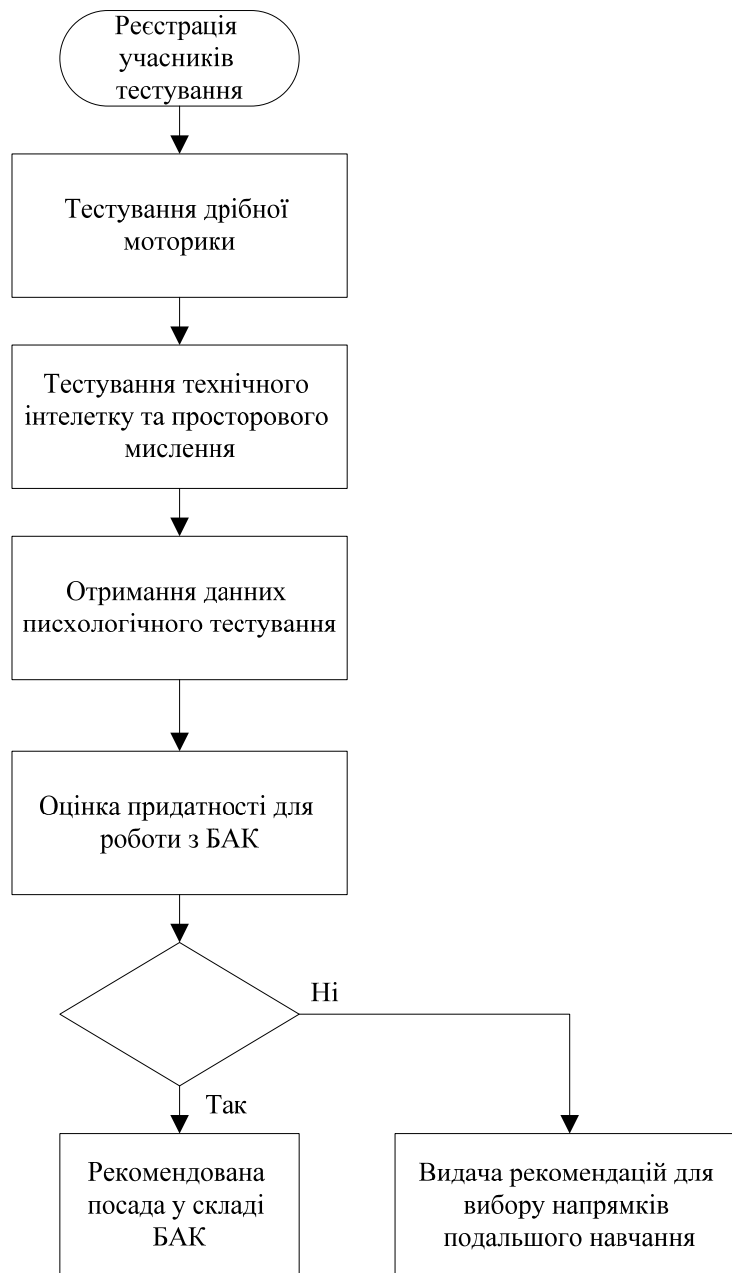 Реєстрація
учасників
тестування
Тестування дрібної
моторики
Тестування технічного
інтелетку та просторового
мислення
Отримання данних
писхологічного тестування
Оцінка придатності для
роботи з БАК
Ні
Так
Рекомендована
посада у складі
БАК
Видача рекомендацій для
вибору напрямків
подальшого навчання